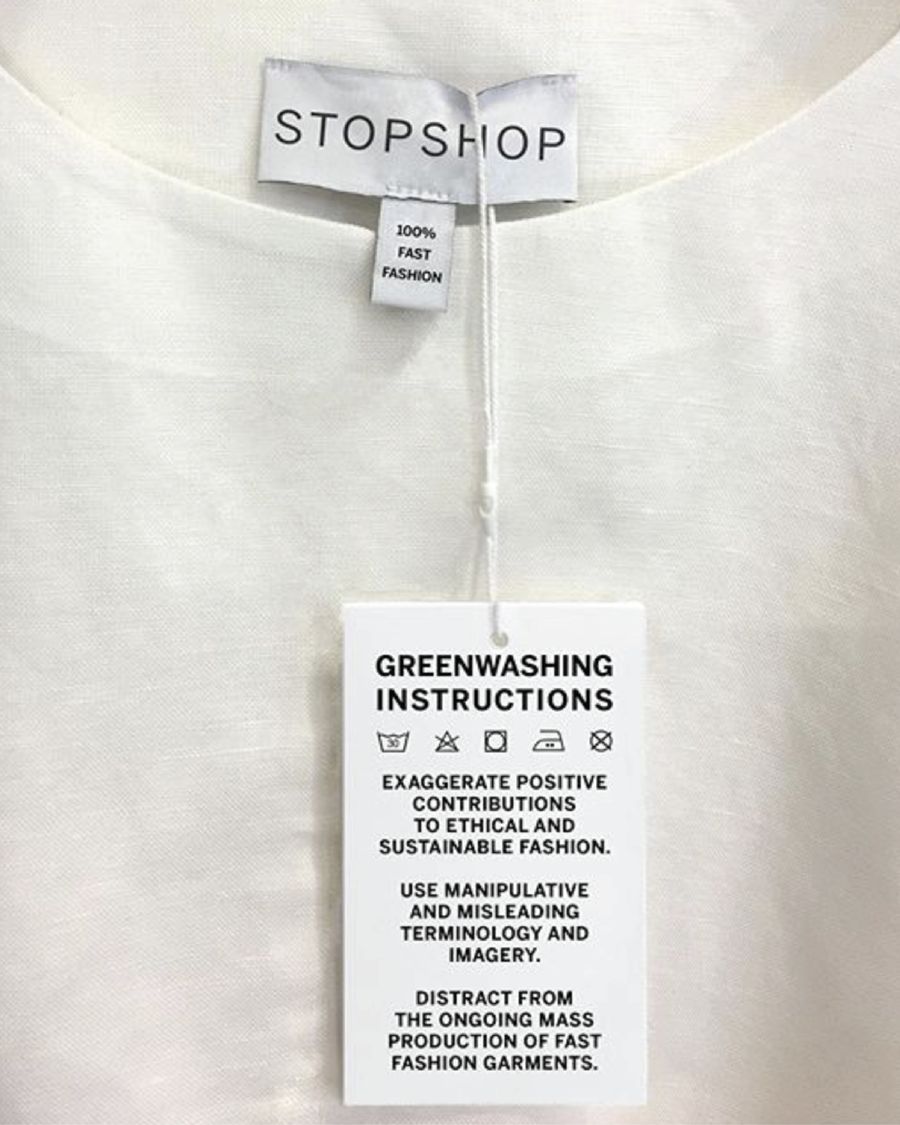 STOPSHOP
100%
FAST
FASHION
GREENWASHING
INSTRUCTIONS
30
EXAGGERATE POSITIVE
CONTRIBUTIONS
TO ETHICAL AND
SUSTAINABLE FASHION.
USE MANIPULATIVE
AND MISLEADING
TERMINOLOGY AND
IMAGERY.
DISTRACT FROM
THE ONGOING MASS
PRODUCTION OF FAST
FASHION GARMENTS.